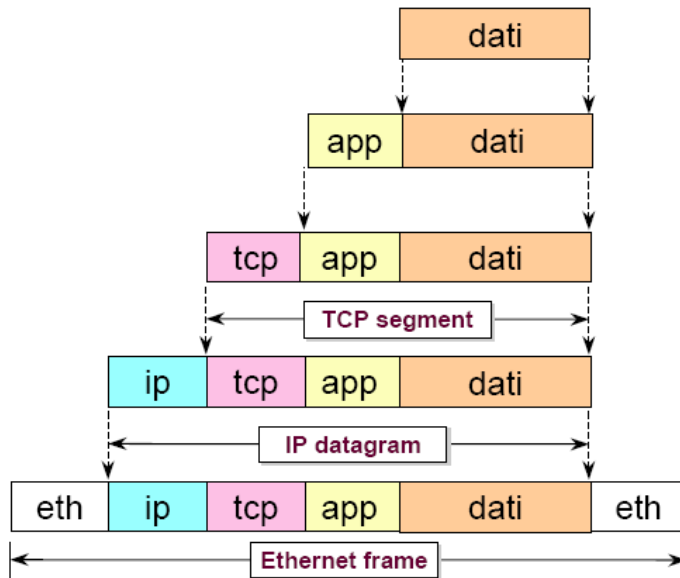 dati
app dati
tcp app dati
TCP segment
ip tcp app dati
IP datagram
eth ip tcp app dati eth
Ethernet frame